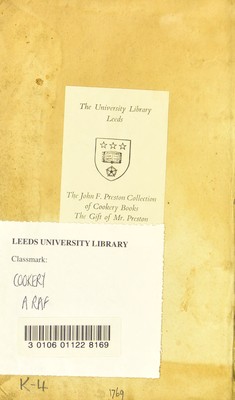 The University Library
Leeds
The John F. Preston Collection
of Cookery Books
The Gift of Mr. Preston
LEEDS UNIVERSITY LIBRARY
Classmark:
COOKERY
A RAF
3 0106 01122 8169
K-4
1769